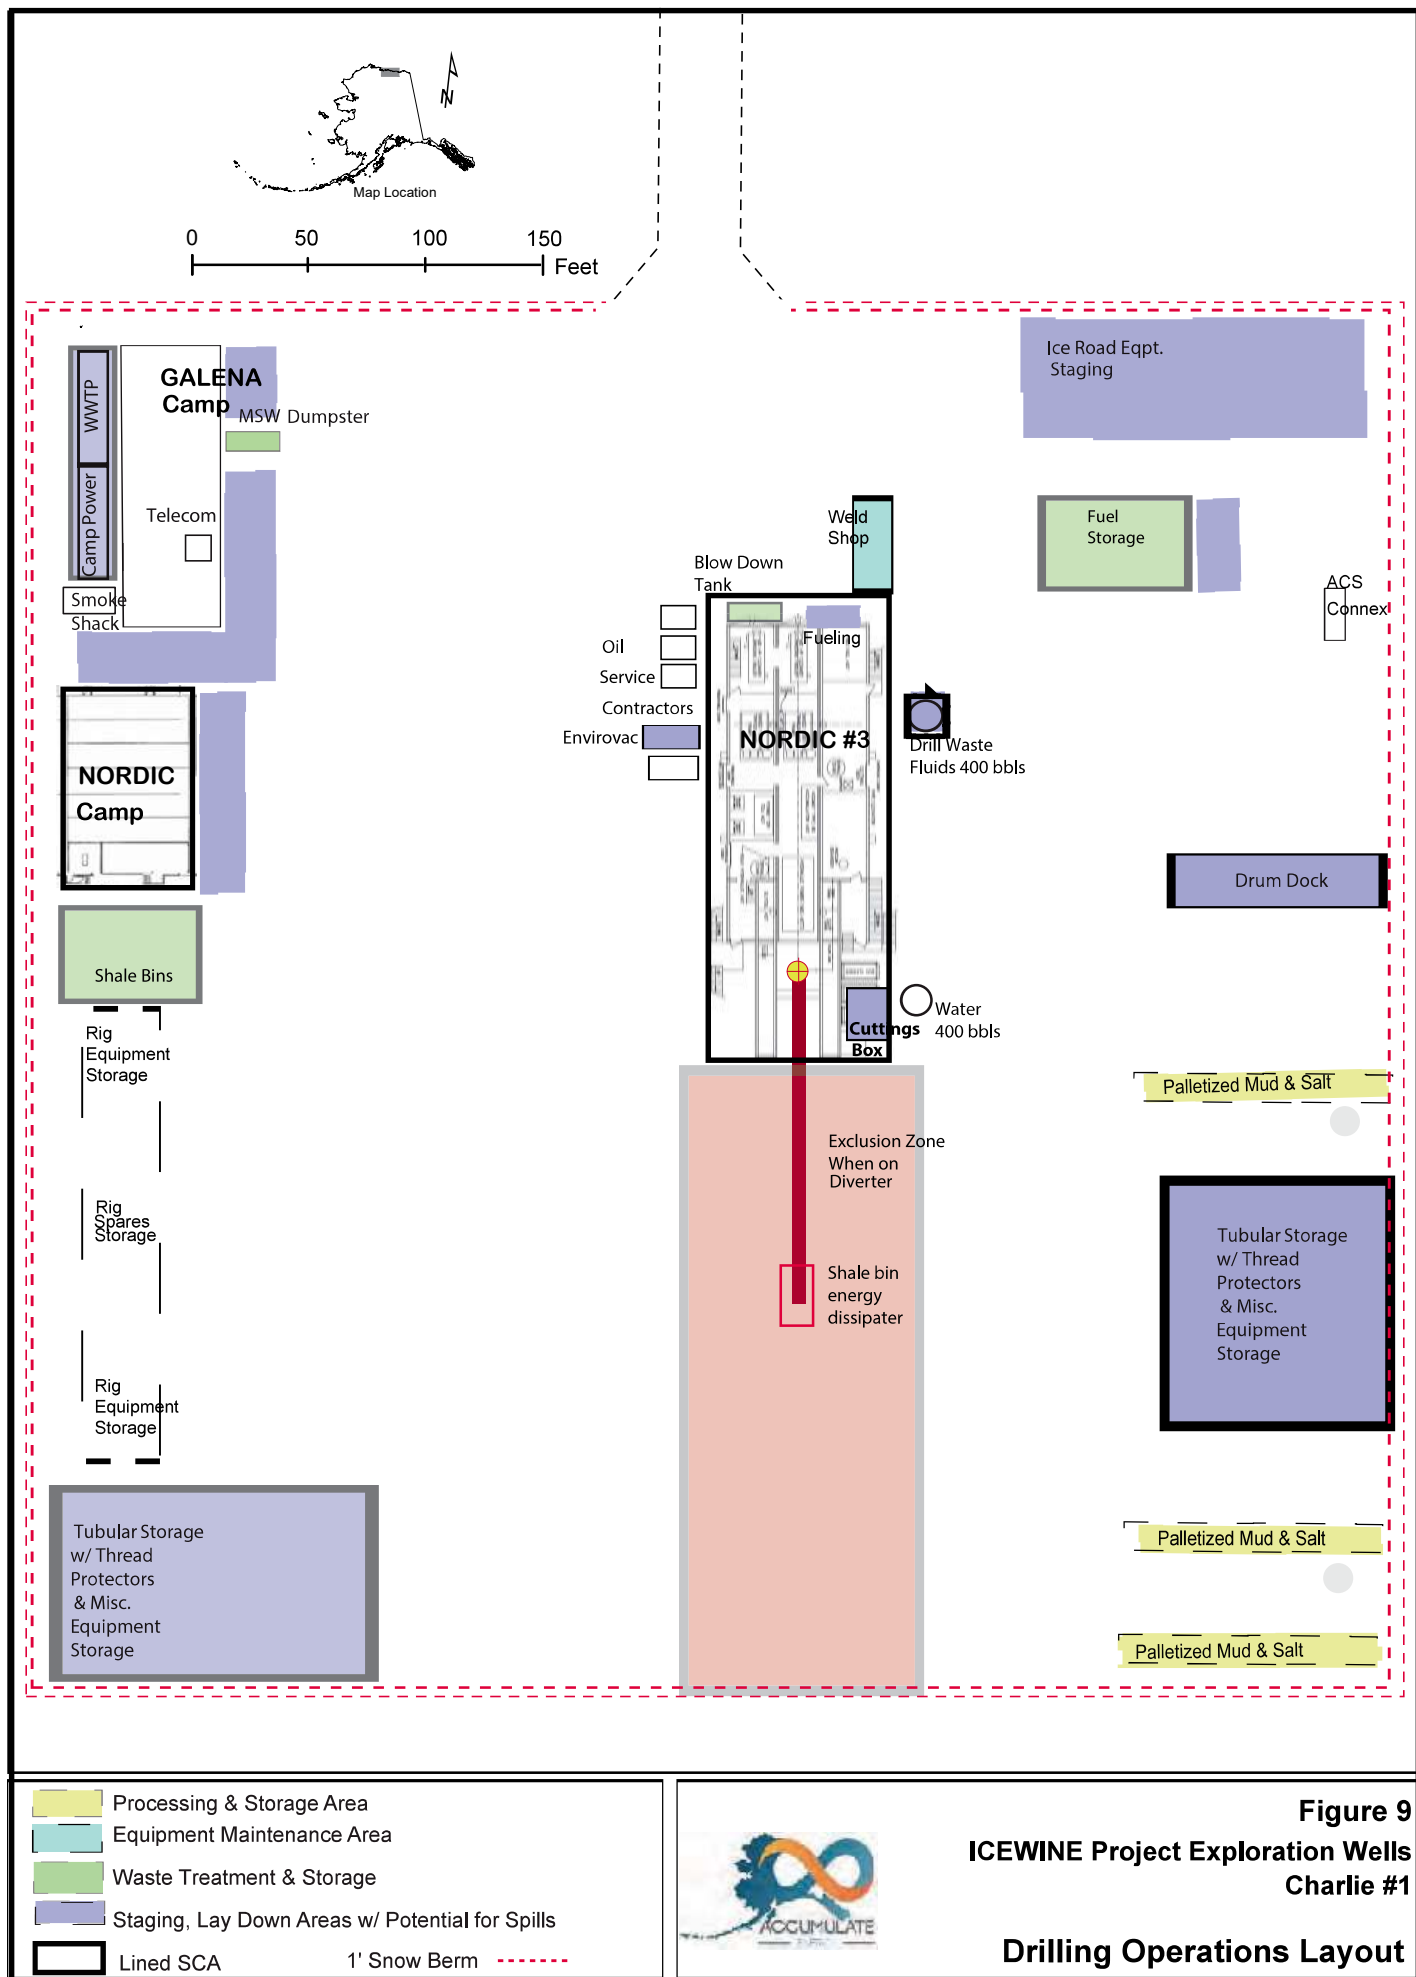 N
Map Location
0 50 100 150
Feet
GALENA
Camp
WWTP
Camp Power
MSW Dumpster
Telecom
Smoke
Shack
Ice Road Eqpt.
Staging
Fuel
Storage
Weld
Shop
Blow Down
Tank
Fueling
ACS
Connex
Oil
Service
Contractors
Envirovac
NORDIC #3
Drill Waste
Fluids 400 bbls
NORDIC
Camp
Drum Dock
Shale Bins
Cuttings
Box
Water
400 bbls
Rig
Equipment
Storage
Palletized Mud & Salt
Exclusion Zone
When on
Diverter
Rig
Spares
Storage
Tubular Storage
w/ Thread
Protectors
& Misc.
Equipment
Storage
Shale bin
energy
dissipater
Rig
Equipment
Storage
Tubular Storage
w/ Thread
Protectors
& Misc.
Equipment
Storage
Palletized Mud & Salt
Palletized Mud & Salt
Processing & Storage Area
Equipment Maintenance Area
Waste Treatment & Storage
Staging, Lay Down Areas w/ Potential for Spills
Lined SCA
1' Snow Berm
ACCUMULATE
Figure 9
ICEWINE Project Exploration Wells
Charlie #1
Drilling Operations Layout